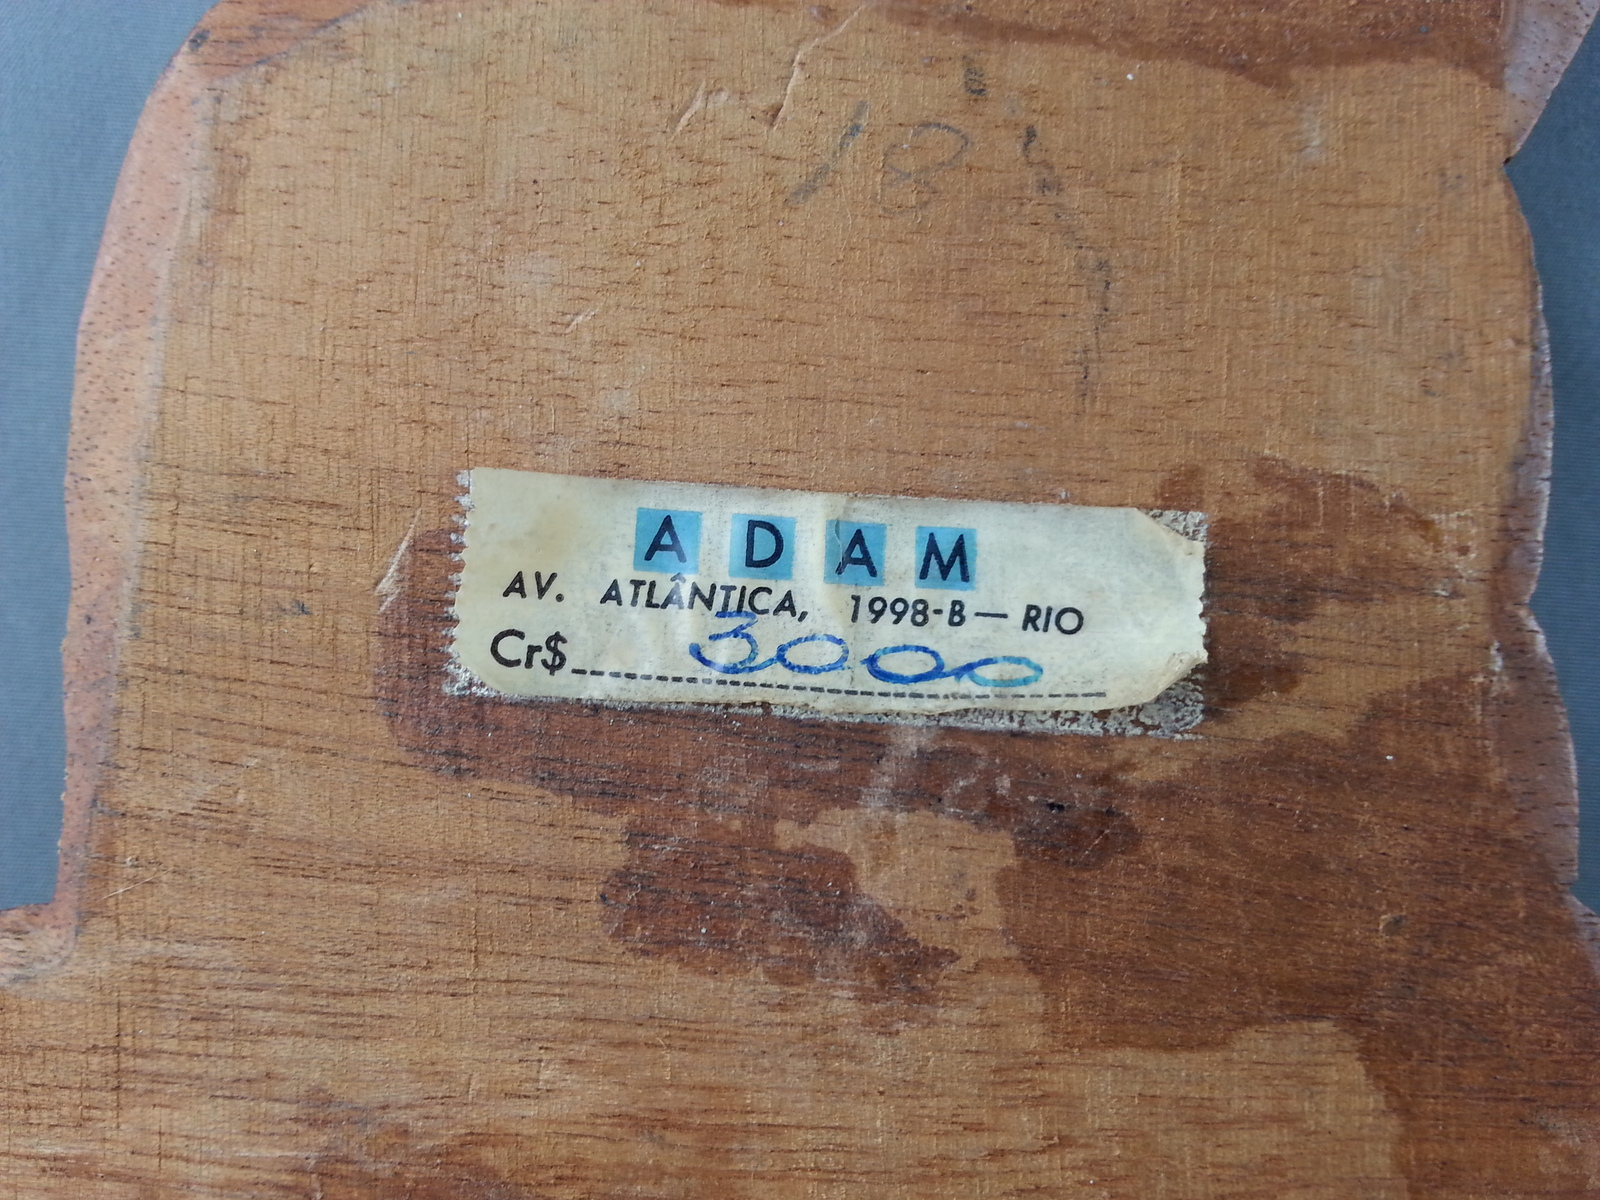 18
ADAM
AV. ATLÂNTICA, 1998-B — RIO
Cr$ 3000